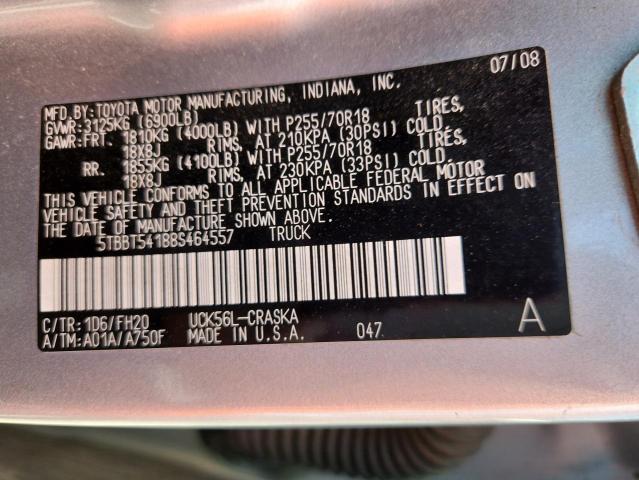 07/08
MFD. BY: TOYOTA MOTOR MANUFACTURING, INDIANA, INC.
GVWR: 3125KG (6900LB)
GAWR: FRT. 1810KG (4000LB) WITH P255/70R18 TIRES,
18X8J RIMS, AT 210KPA (30PSI) COLD.
RR. 1855KG (4100LB) WITH P255/70R18 TIRES,
18X8J RIMS, AT 230KPA (33PSI) COLD.
THIS VEHICLE CONFORMS TO ALL APPLICABLE FEDERAL MOTOR
VEHICLE SAFETY AND THEFT PREVENTION STANDARDS IN EFFECT ON
THE DATE OF MANUFACTURE SHOWN ABOVE.
5TBBT54188S464557 TRUCK
C/TR: 1D6/FH20 UCK56L-CRASKA
A/TM: A01A/A750F MADE IN U.S.A. 047 A